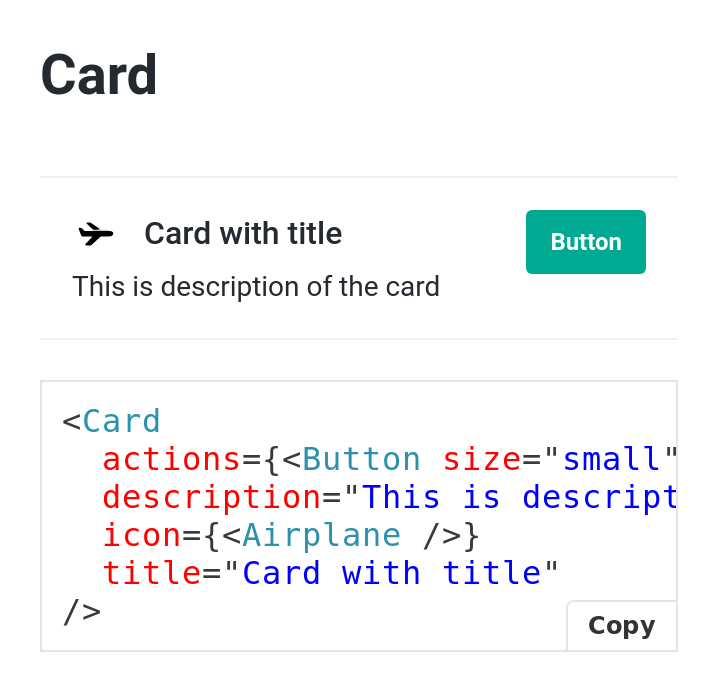 Card
Card with title
Button
This is description of the card
<Card
  actions={<Button size="small"
  description="This is descript
  icon={<Airplane />}
  title="Card with title"
/>
Copy